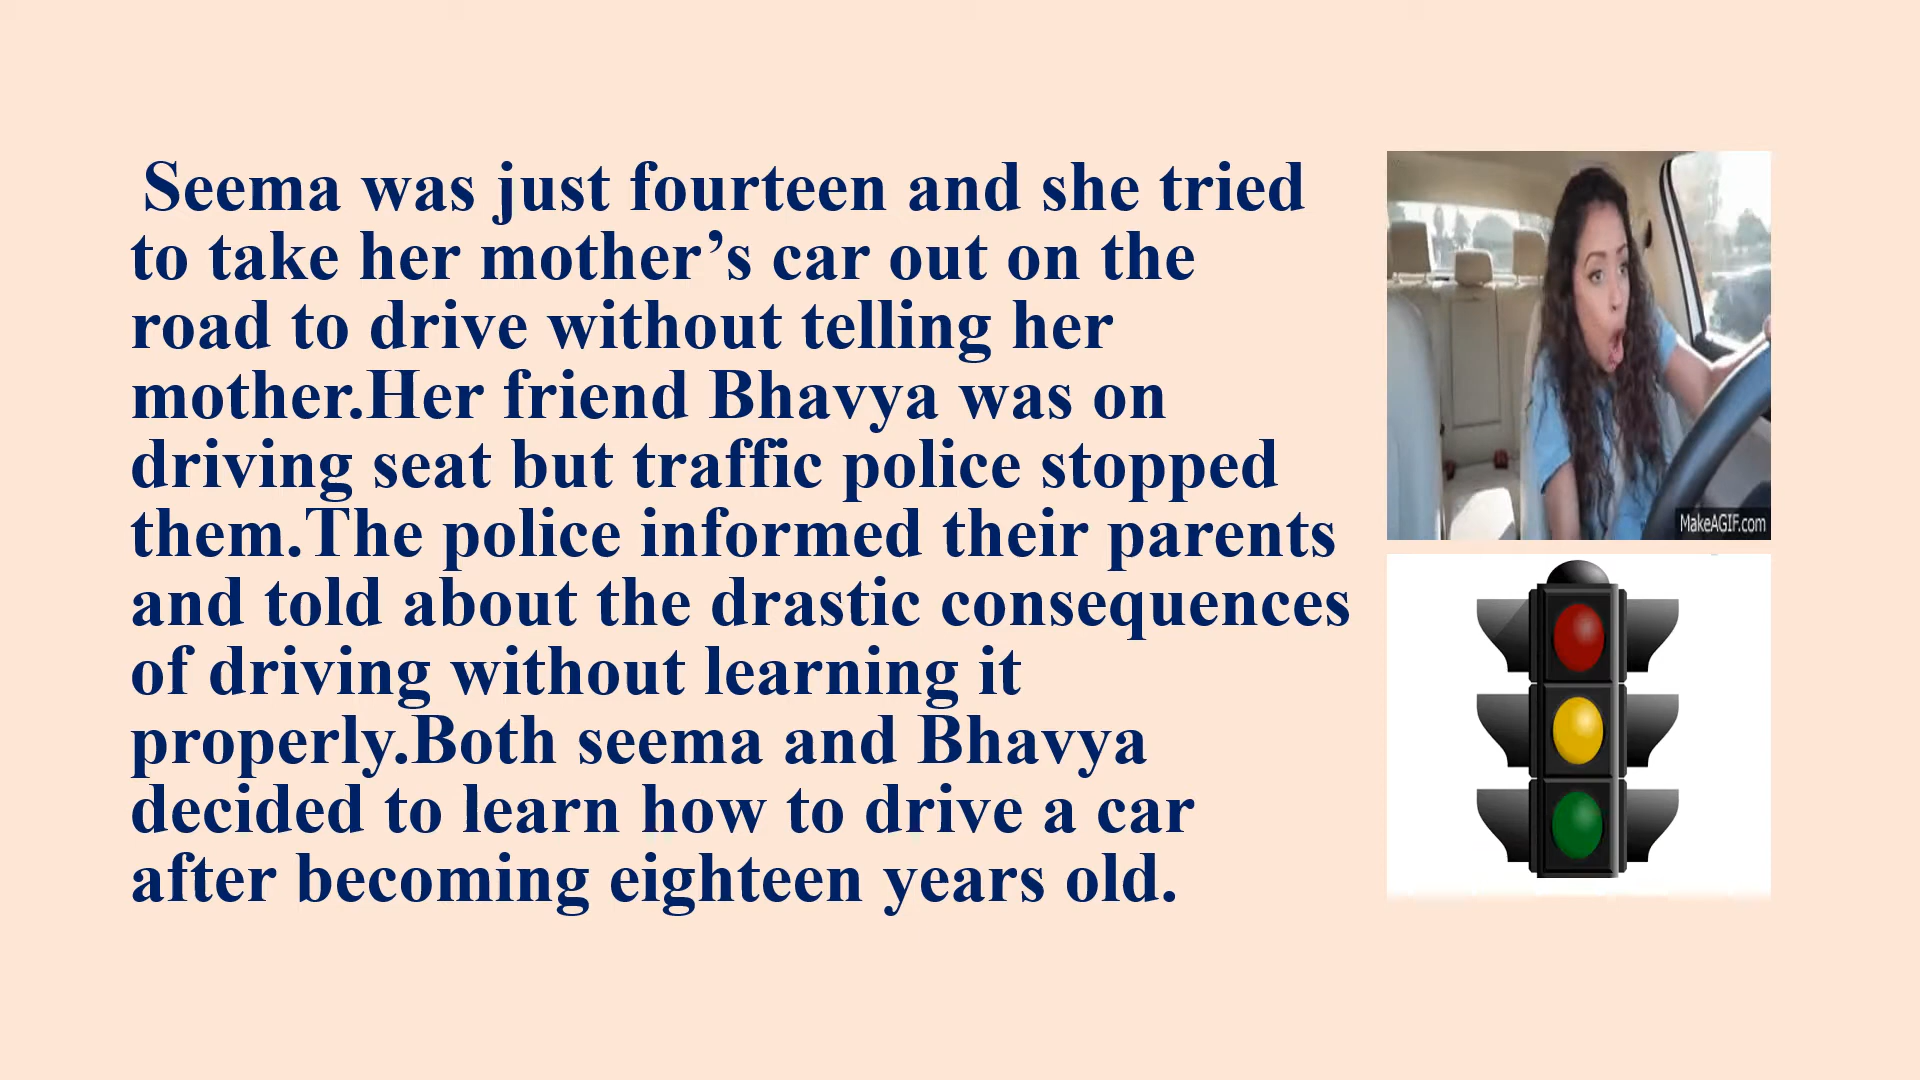 Seema was just fourteen and she tried
to take her mother’s car out on the
road to drive without telling her
mother.Her friend Bhavya was on
driving seat but traffic police stopped
them.The police informed their parents
and told about the drastic consequences
of driving without learning it
properly.Both seema and Bhavya
decided to learn how to drive a car
after becoming eighteen years old.
MakeAGIF.com